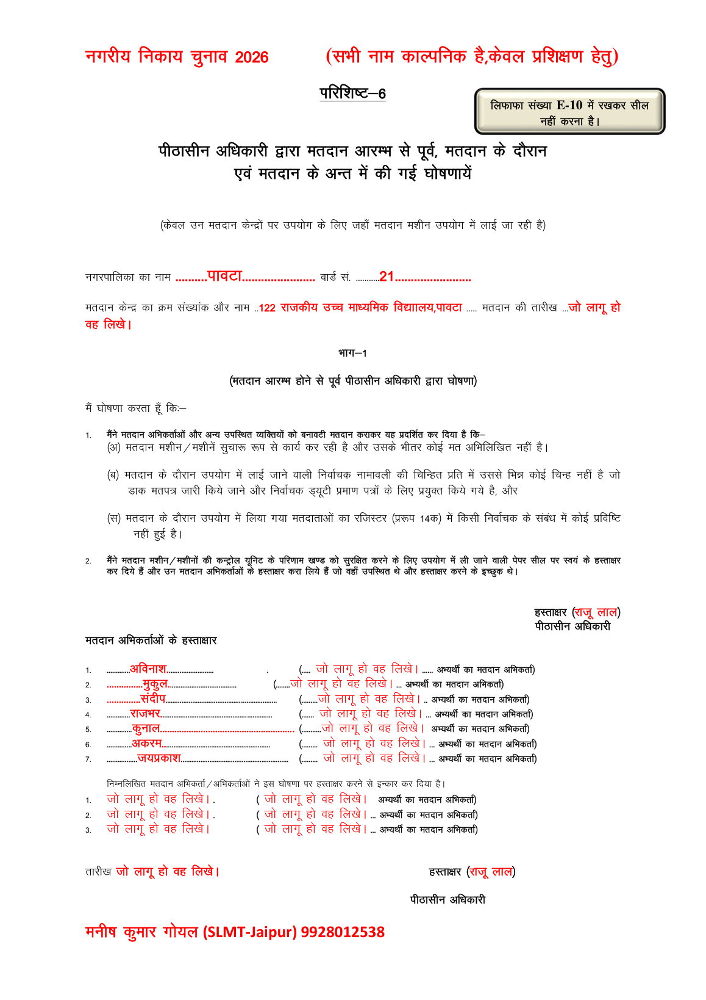 नगरीय निकाय चुनाव 2026 (सभी नाम काल्पनिक है,केवल प्रशिक्षण हेतु)
परिशिष्ट–6
लिफाफा संख्या E-10 में रखकर सील
नहीं करना है।
पीठासीन अधिकारी द्वारा मतदान आरम्भ से पूर्व, मतदान के दौरान
एवं मतदान के अन्त में की गई घोषणायें
(केवल उन मतदान केन्द्रों पर उपयोग के लिए जहाँ मतदान मशीन उपयोग में लाई जा रही है)
नगरपालिका का नाम ..........पावटा....................... वार्ड सं. ...........21........................
मतदान केन्द्र का क्रम संख्यांक और नाम ..122 राजकीय उच्च माध्यमिक विद्याालय,पावटा ..... मतदान की तारीख ...जो लागू हो
वह लिखे।
भाग–1
(मतदान आरम्भ होने से पूर्व पीठासीन अधिकारी द्वारा घोषणा)
मैं घोषणा करता हूँ कि:–
1. मैंने मतदान अभिकर्ताओं और अन्य उपस्थित व्यक्तियों को बनावटी मतदान कराकर यह प्रदर्शित कर दिया है कि–
(अ) मतदान मशीन/मशीनें सुचारू रूप से कार्य कर रही है और उसके भीतर कोई मत अभिलिखित नहीं है।
(ब) मतदान के दौरान उपयोग में लाई जाने वाली निर्वाचक नामावली की चिन्हित प्रति में उससे भिन्न कोई चिन्ह नहीं है जो
डाक मतपत्र जारी किये जाने और निर्वाचक ड्यूटी प्रमाण पत्रों के लिए प्रयुक्त किये गये है, और
(स) मतदान के दौरान उपयोग में लिया गया मतदाताओं का रजिस्टर (प्ररूप 14क) में किसी निर्वाचक के संबंध में कोई प्रविष्टि
नहीं हुई है।
2. मैंने मतदान मशीन/मशीनों की कन्ट्रोल यूनिट के परिणाम खण्ड को सुरक्षित करने के लिए उपयोग में ली जाने वाली पेपर सील पर स्वयं के हस्ताक्षर
कर दिये हैं और उन मतदान अभिकर्ताओं के हस्ताक्षर करा लिये हैं जो वहाँ उपस्थित थे और हस्ताक्षर करने के इच्छुक थे।
हस्ताक्षर (राजू लाल)
पीठासीन अधिकारी
मतदान अभिकर्ताओं के हस्ताक्षार
1. ............अविनाश......................... . (..... जो लागू हो वह लिखे। ...... अभ्यर्थी का मतदान अभिकर्ता)
2. ...............मुकुल.................................... (........जो लागू हो वह लिखे। ... अभ्यर्थी का मतदान अभिकर्ता)
3. ..............संदीप.......................................................... (.........जो लागू हो वह लिखे। .. अभ्यर्थी का मतदान अभिकर्ता)
4. ............राजभर.......................................................... (....... जो लागू हो वह लिखे। ... अभ्यर्थी का मतदान अभिकर्ता)
5. .............कुनाल....................................................... (..........जो लागू हो वह लिखे। अभ्यर्थी का मतदान अभिकर्ता)
6. .............अकरम......................................................... (......... जो लागू हो वह लिखे। ... अभ्यर्थी का मतदान अभिकर्ता)
7. ................जयप्रकाश........................................................ (......... जो लागू हो वह लिखे। ... अभ्यर्थी का मतदान अभिकर्ता)
निम्नलिखित मतदान अभिकर्ता/अभिकर्ताओं ने इस घोषणा पर हस्ताक्षर करने से इन्कार कर दिया है।
1. जो लागू हो वह लिखे। . ( जो लागू हो वह लिखे। अभ्यर्थी का मतदान अभिकर्ता)
2. जो लागू हो वह लिखे। . ( जो लागू हो वह लिखे। ... अभ्यर्थी का मतदान अभिकर्ता)
3. जो लागू हो वह लिखे। ( जो लागू हो वह लिखे। ... अभ्यर्थी का मतदान अभिकर्ता)
तारीख जो लागू हो वह लिखे। हस्ताक्षर (राजू लाल)
पीठासीन अधिकारी
मनीष कुमार गोयल (SLMT-Jaipur) 9928012538